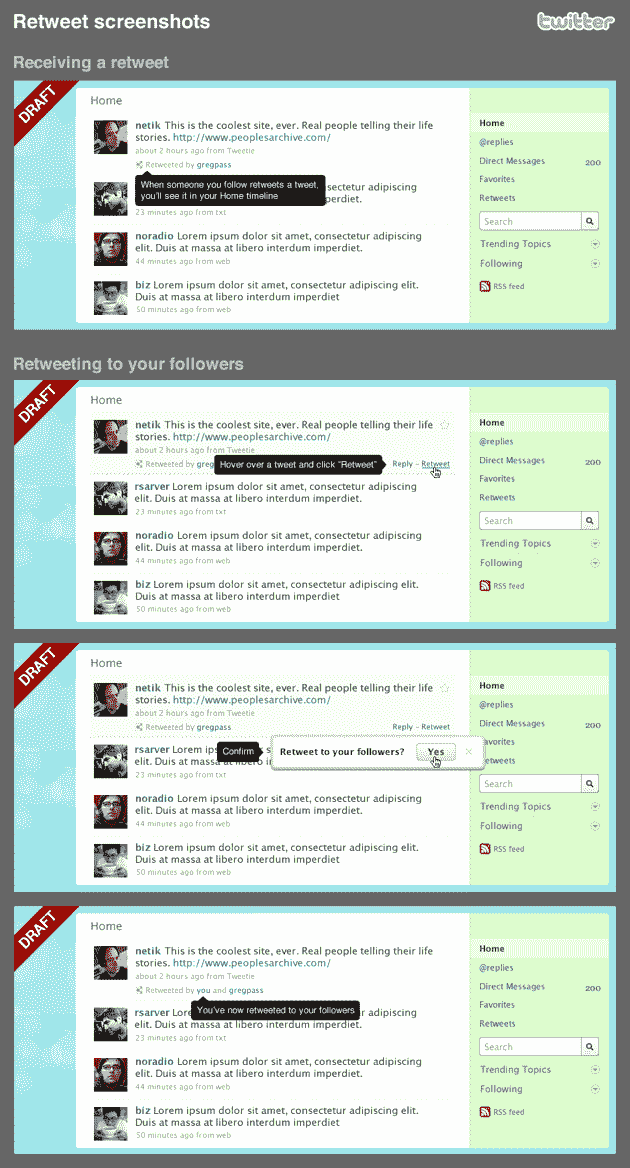 Retweet screenshots
twitter
Receiving a retweet
DRAFT
Home
netik This is the coolest site, ever. Real people telling their life
stories. http://www.peoplesarchive.com/
about 2 hours ago from Tweetie
Retweeted by gregpass
When someone you follow retweets a tweet,
you'll see it in your Home timeline
sectetur adipiscing
perdiet.
23 minutes ago from txt
noradio Lorem ipsum dolor sit amet, consectetur adipiscing
elit. Duis at massa at libero interdum imperdiet.
44 minutes ago from web
biz Lorem ipsum dolor sit amet, consectetur adipiscing elit.
Duis at massa at libero interdum imperdiet
50 minutes ago from web
Home
@replies
Direct Messages 200
Favorites
Retweets
Search
Trending Topics
Following
RSS feed
Retweeting to your followers
DRAFT
Home
netik This is the coolest site, ever. Real people telling their life
stories. http://www.peoplesarchive.com/
about 2 hours ago from Tweetie
Retweeted by greg
Hover over a tweet and click "Retweet"
Reply - Retweet
rsarver Lorem ipsum dolor sit amet, consectetur adipiscing
elit. Duis at massa at libero interdum imperdiet.
23 minutes ago from txt
noradio Lorem ipsum dolor sit amet, consectetur adipiscing
elit. Duis at massa at libero interdum imperdiet.
44 minutes ago from web
biz Lorem ipsum dolor sit amet, consectetur adipiscing elit.
Duis at massa at libero interdum imperdiet
50 minutes ago from web
Home
@replies
Direct Messages 200
Favorites
Retweets
Search
Trending Topics
Following
RSS feed
DRAFT
Home
netik This is the coolest site, ever. Real people telling their life
stories. http://www.peoplesarchive.com/
about 2 hours ago from Tweetie
Retweeted by gregpass
Reply - Retweet
rsarver Lorem ips
elit. Duis at ma
Confirm
Retweet to your followers? Yes
23 minutes ago from txt
noradio Lorem ipsum dolor sit amet, consectetur adipiscing
elit. Duis at massa at libero interdum imperdiet.
44 minutes ago from web
biz Lorem ipsum dolor sit amet, consectetur adipiscing elit.
Duis at massa at libero interdum imperdiet
50 minutes ago from web
Home
@replies
Direct Messages 200
avorites
tweets
Search
Trending Topics
Following
RSS feed
DRAFT
Home
netik This is the coolest site, ever. Real people telling their life
stories. http://www.peoplesarchive.com/
about 2 hours ago from Tweetie
Retweeted by you and gregpass
You've now retweeted to your followers
rsarver Lore r adipiscing
elit. Duis at
23 minutes ago from txt
noradio Lorem ipsum dolor sit amet, consectetur adipiscing
elit. Duis at massa at libero interdum imperdiet.
44 minutes ago from web
biz Lorem ipsum dolor sit amet, consectetur adipiscing elit.
Duis at massa at libero interdum imperdiet
50 minutes ago from web
Home
@replies
Direct Messages 200
Favorites
Retweets
Search
Trending Topics
Following
RSS feed